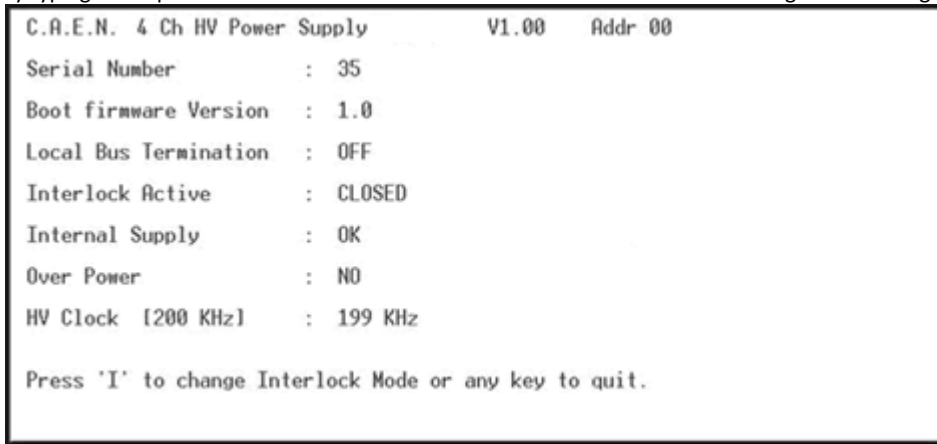 C.A.E.N. 4 Ch HV Power Supply V1.00 Addr 00
Serial Number : 35
Boot firmware Version : 1.0
Local Bus Termination : OFF
Interlock Active : CLOSED
Internal Supply : OK
Over Power : NO
HV Clock [200 KHz] : 199 KHz
Press 'I' to change Interlock Mode or any key to quit.